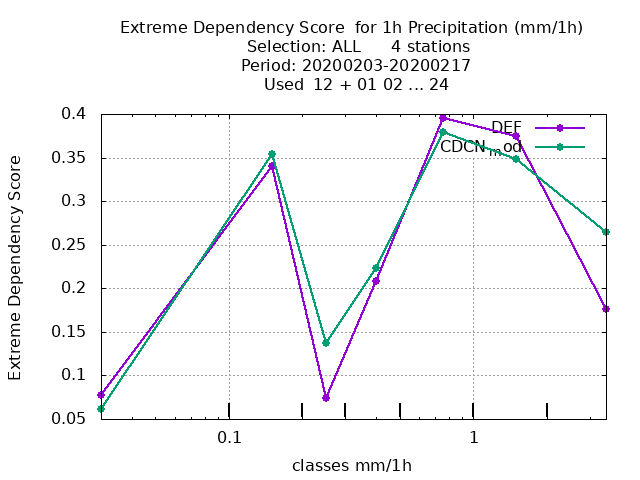 Extreme Dependency Score  for 1h Precipitation (mm/1h)
Selection: ALL      4 stations
Period: 20200203-20200217
Used  12 + 01 02 ... 24
DEF
CDCN_mod
0.4
0.35
0.3
0.25
0.2
0.15
0.1
0.05
Extreme Dependency Score
0.1
1
classes mm/1h